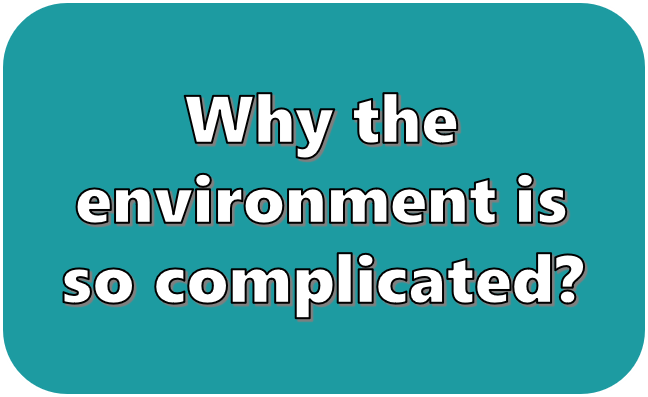 Why the
environment is
so complicated?